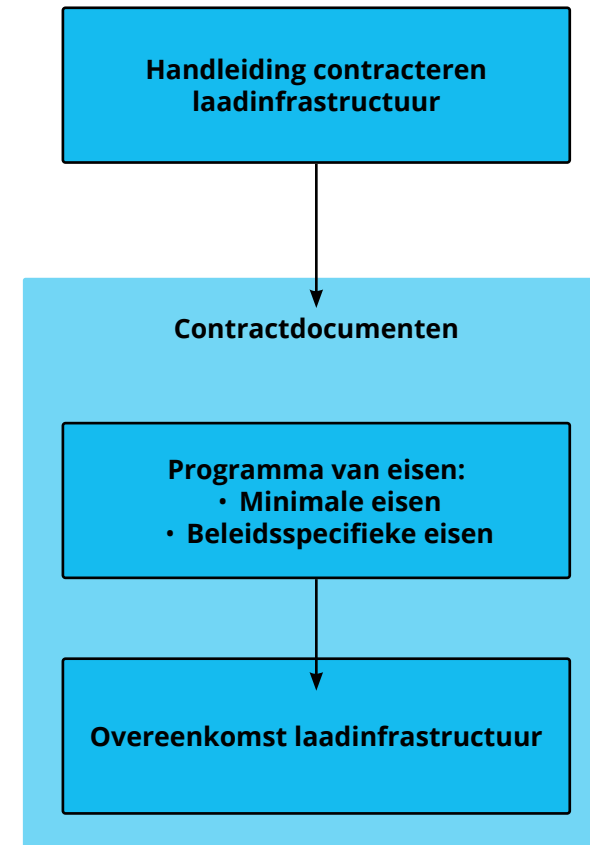 Handleiding contracteren
laadinfrastructuur
Contractdocumenten
Programma van eisen:
• Minimale eisen
• Beleidsspecifieke eisen
Overeenkomst laadinfrastructuur